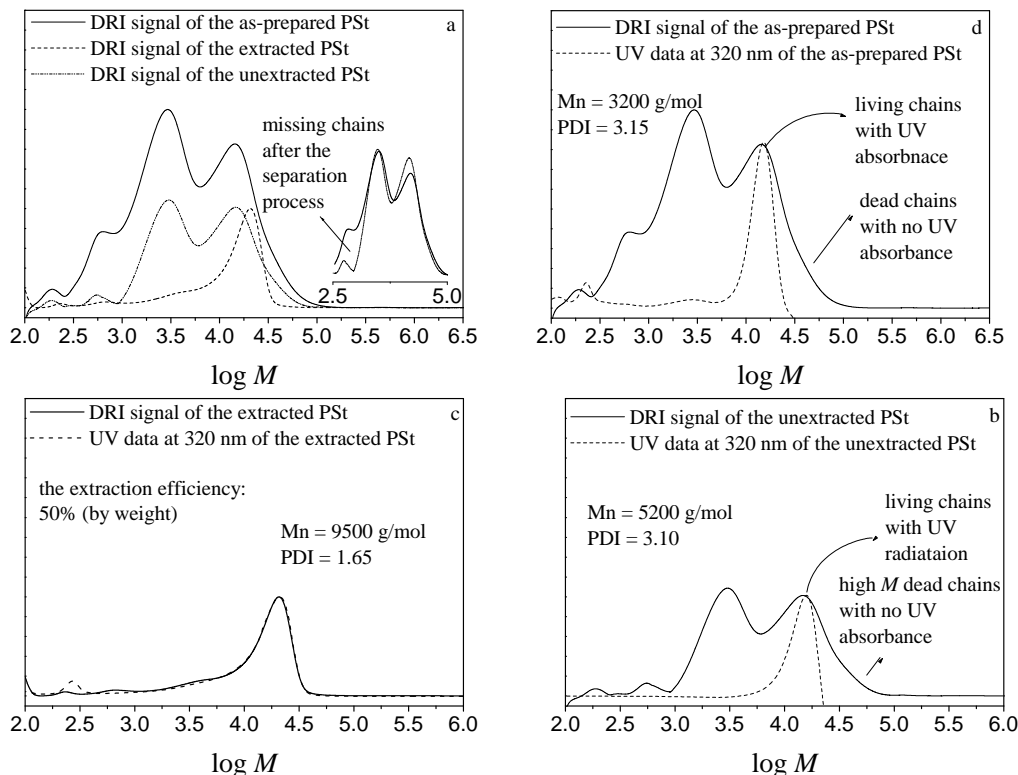 DRI signal of the as-prepared PSt
a
DRI signal of the extracted PSt
DRI signal of the unextracted PSt
missing chains
after the
separation
process
2.5 5.0
2.0 2.5 3.0 3.5 4.0 4.5 5.0 5.5 6.0 6.5
log M
DRI signal of the as-prepared PSt
d
UV data at 320 nm of the as-prepared PSt
Mn = 3200 g/mol
PDI = 3.15
living chains
with UV
absorbnace
dead chains
with no UV
absorbance
2.0 2.5 3.0 3.5 4.0 4.5 5.0 5.5 6.0 6.5
log M
DRI signal of the extracted PSt
c
UV data at 320 nm of the extracted PSt
the extraction efficiency:
50% (by weight)
Mn = 9500 g/mol
PDI = 1.65
2.0 2.5 3.0 3.5 4.0 4.5 5.0 5.5 6.0
log M
DRI signal of the unextracted PSt
b
UV data at 320 nm of the unextracted PSt
Mn = 5200 g/mol
PDI = 3.10
living chains
with UV
radiataion
high M dead chains
with no UV
absorbance
2.0 2.5 3.0 3.5 4.0 4.5 5.0 5.5 6.0
log M